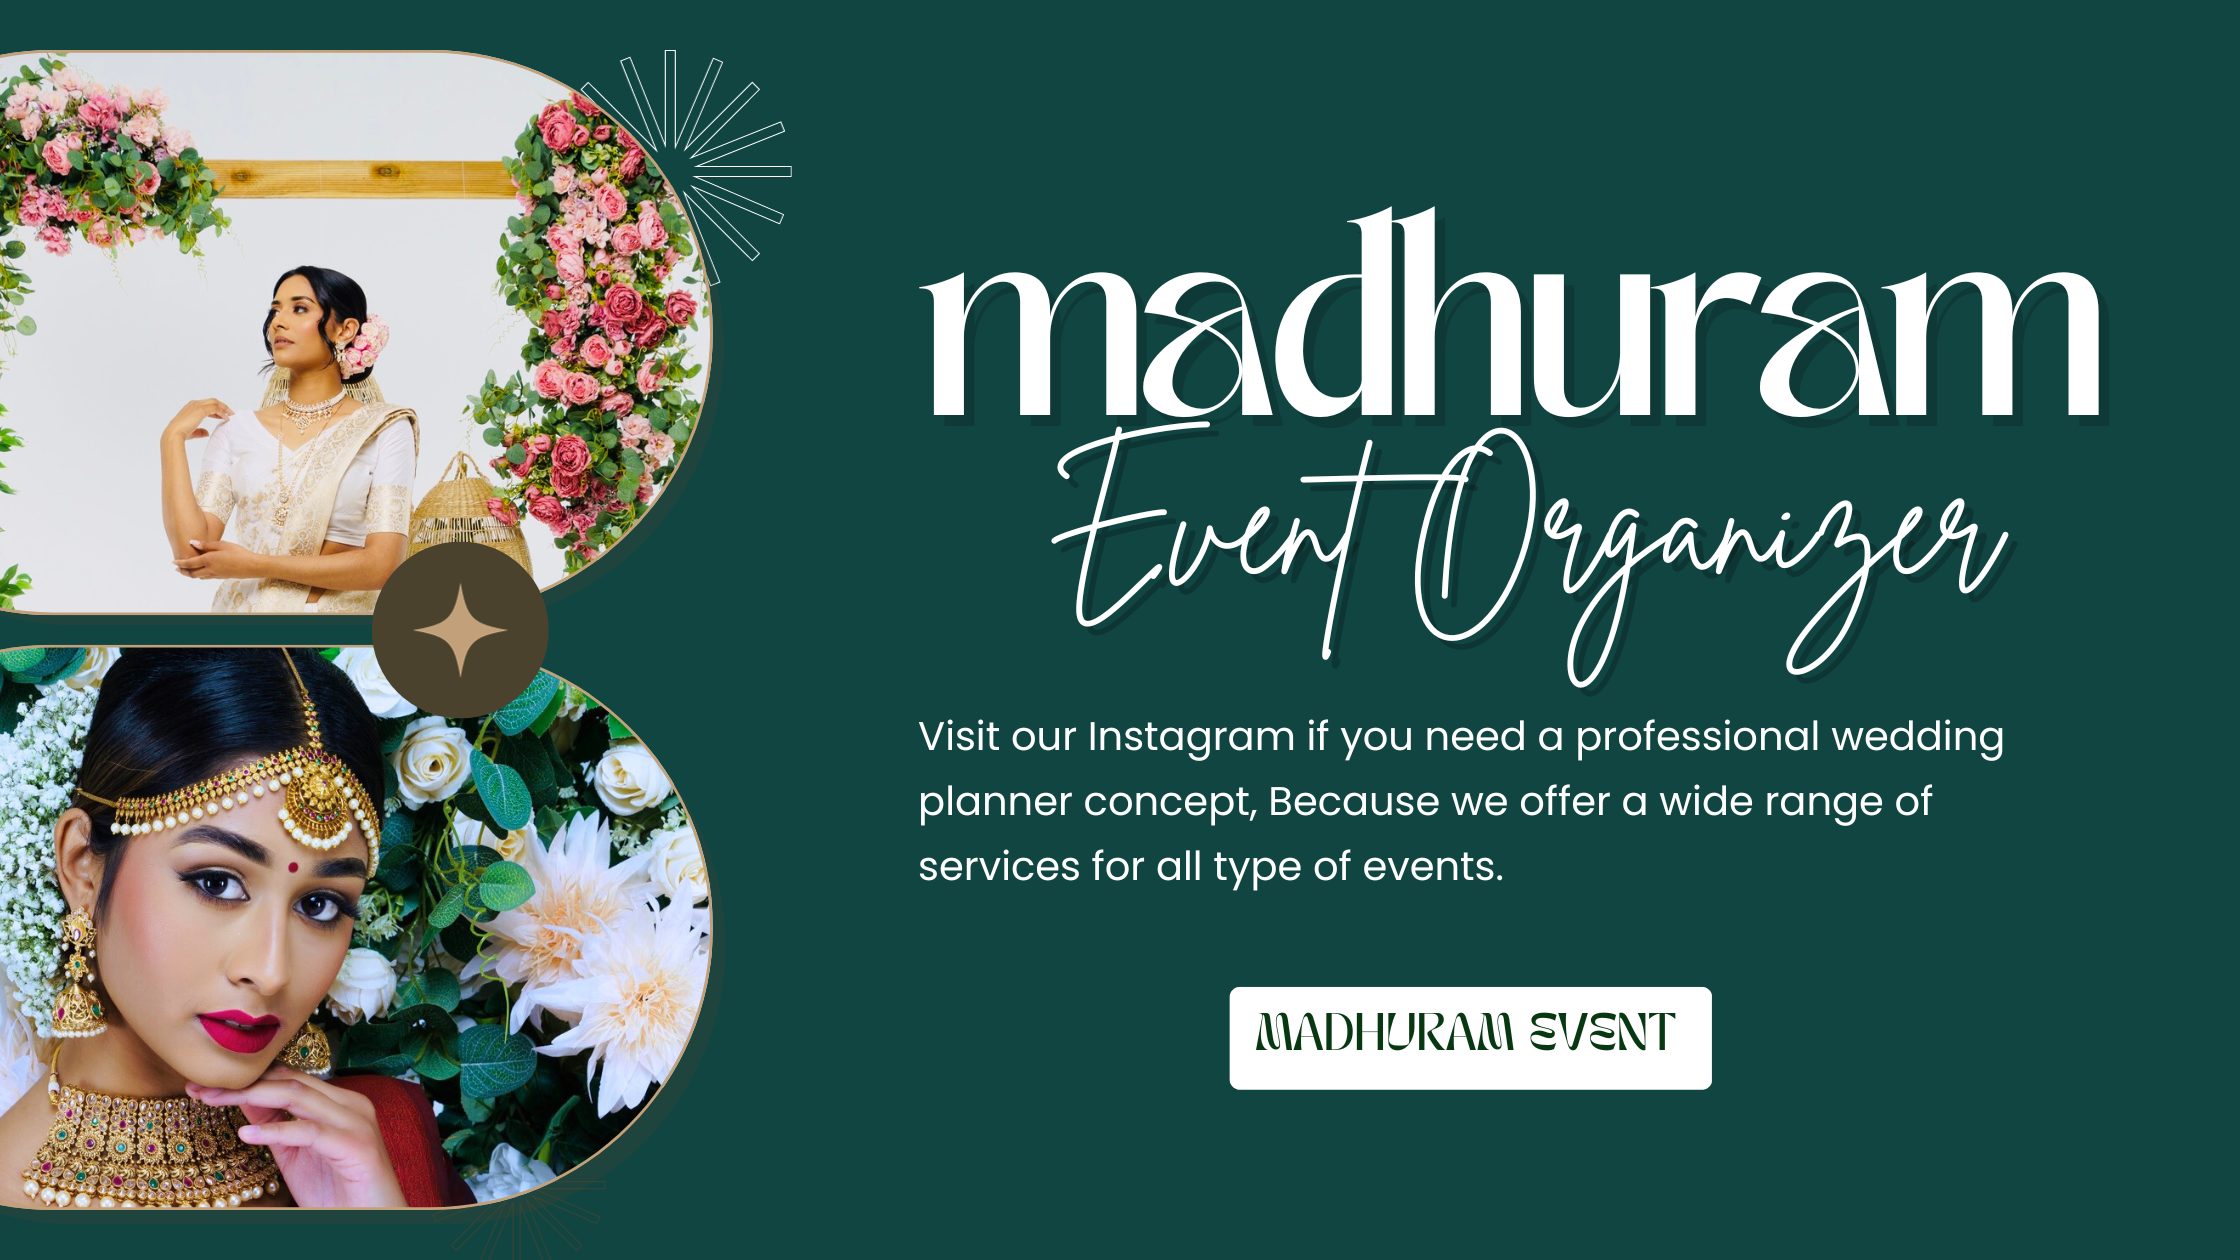 madhuram
Event Organizer
Visit our Instagram if you need a professional wedding
planner concept, Because we offer a wide range of
services for all type of events.
MADHURAM EVENT